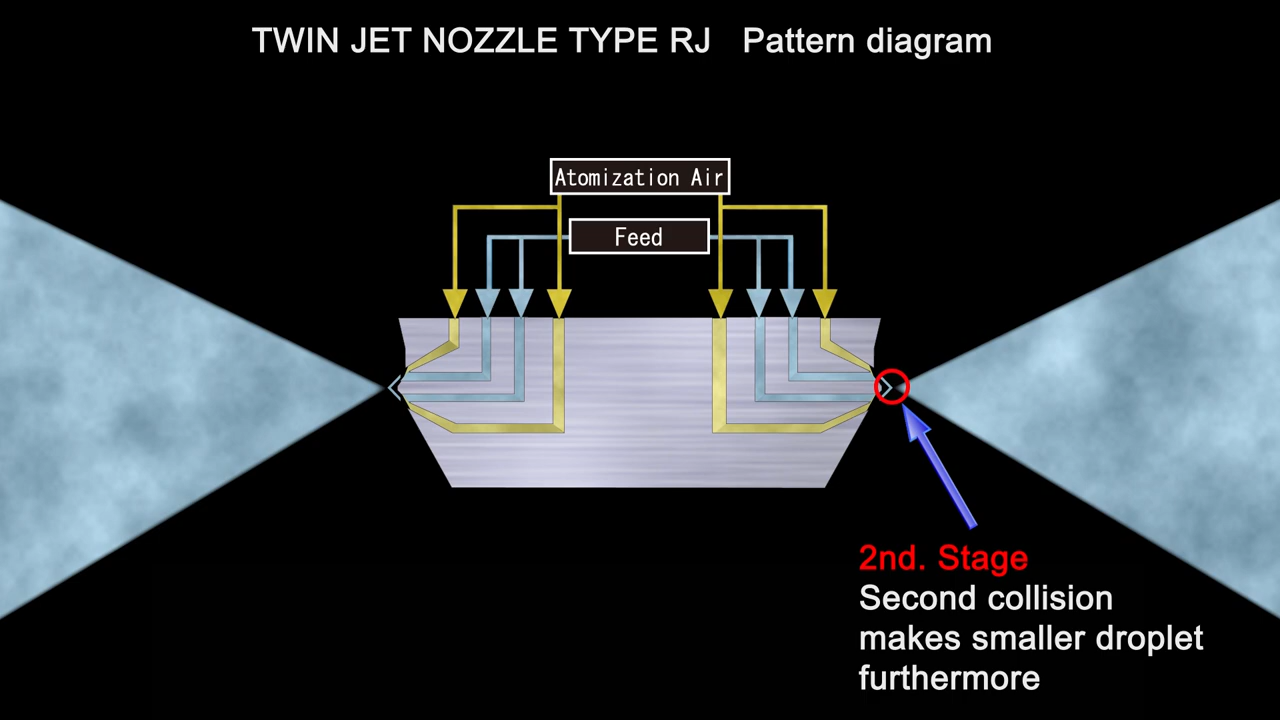 TWIN JET NOZZLE TYPE RJ   Pattern diagram
Atomization Air
Feed
2nd. Stage
Second collision
makes smaller droplet
furthermore